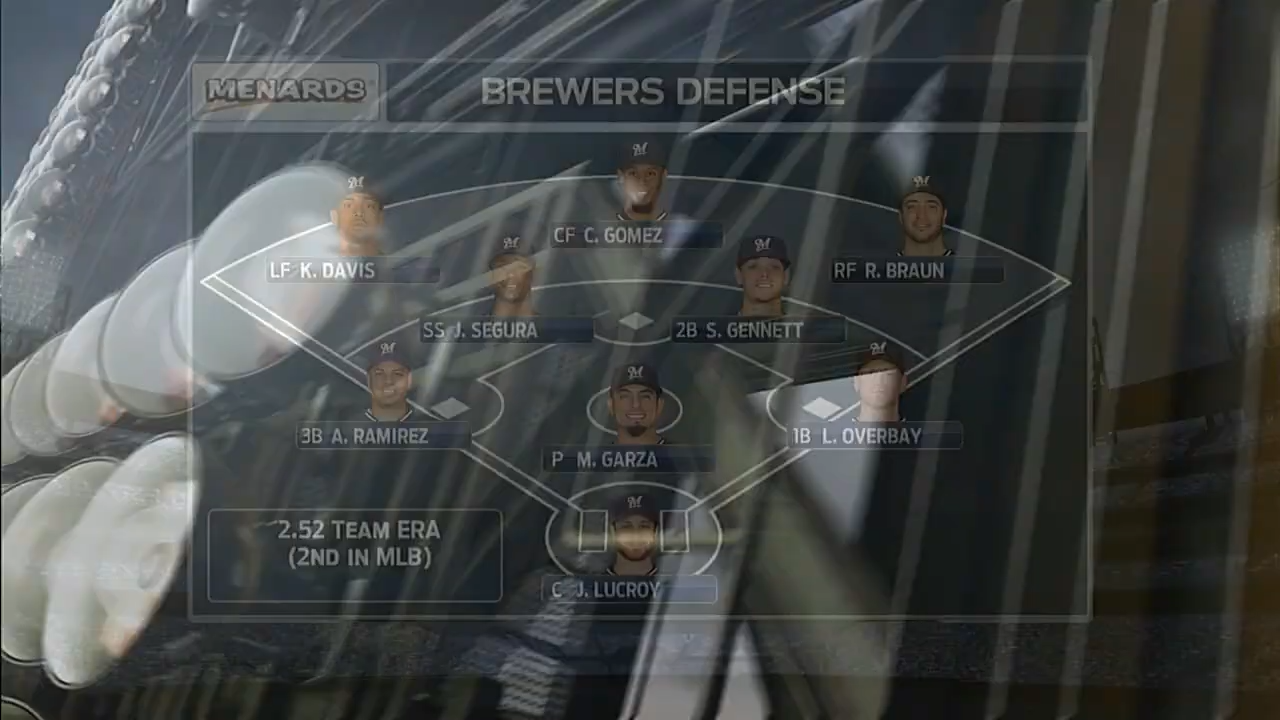 MENARDS
BREWERS DEFENSE
CF C. GOMEZ
LF K. DAVIS
RF R. BRAUN
SS J. SEGURA
2B S. GENNETT
3B A. RAMIREZ
1B L. OVERBAY
P M. GARZA
2.52 TEAM ERA
(2ND IN MLB)
C J. LUCROY